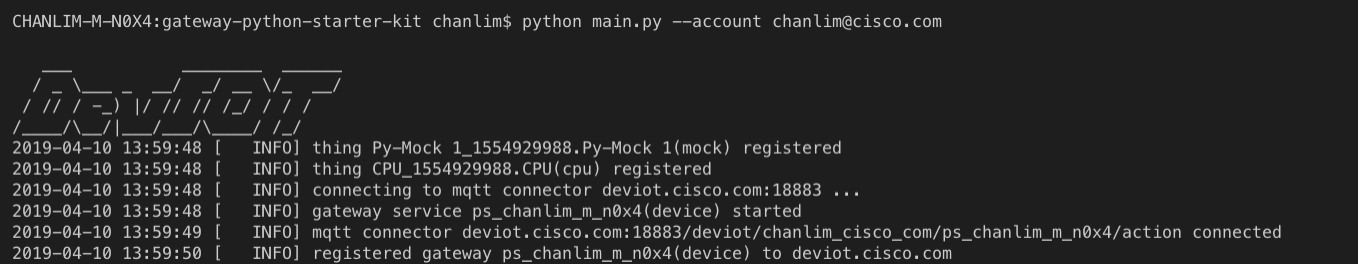 CHANLIM-M-N0X4:gateway-python-starter-kit chanlim$ python main.py --account chanlim@cisco.com
DevIOT
2019-04-10 13:59:48 [   INFO] thing Py-Mock 1_1554929988.Py-Mock 1(mock) registered
2019-04-10 13:59:48 [   INFO] thing CPU_1554929988.CPU(cpu) registered
2019-04-10 13:59:48 [   INFO] connecting to mqtt connector deviot.cisco.com:18883 ...
2019-04-10 13:59:48 [   INFO] gateway service ps_chanlim_m_n0x4(device) started
2019-04-10 13:59:49 [   INFO] mqtt connector deviot.cisco.com:18883/deviot/chanlim_cisco_com/ps_chanlim_m_n0x4/action connected
2019-04-10 13:59:50 [   INFO] registered gateway ps_chanlim_m_n0x4(device) to deviot.cisco.com